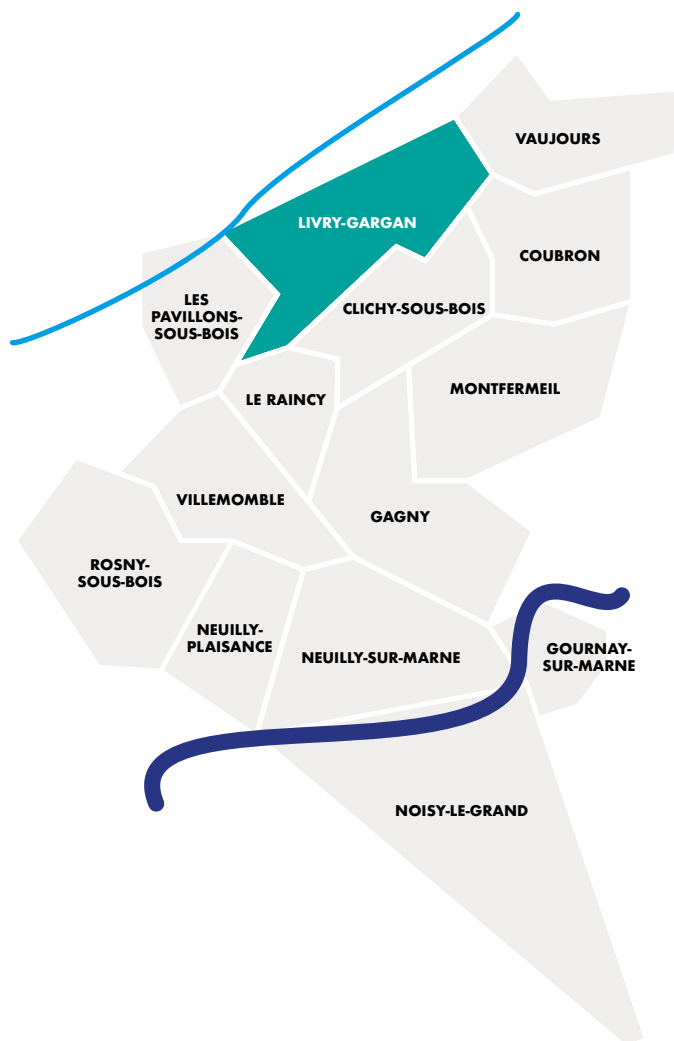 VAUJOURS
LIVRY-GARGAN
COUBRON
LES
PAVILLONS-
SOUS-BOIS
CLICHY-SOUS-BOIS
LE RAINCY
MONTFERMEIL
VILLEMOMBLE
GAGNY
ROSNY-
SOUS-BOIS
NEUILLY-
PLAISANCE
NEUILLY-SUR-MARNE
GOURNAY-
SUR-MARNE
NOISY-LE-GRAND